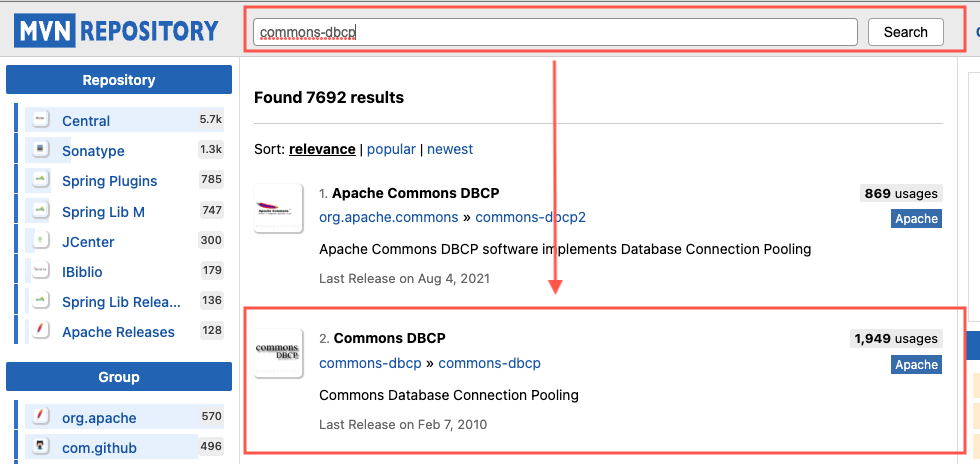 MVN REPOSITORY
commons-dbcp
Search
Repository
Central 5.7k
Sonatype 1.3k
Spring Plugins 785
Spring Lib M 747
JCenter 300
IBiblio 179
Spring Lib Relea... 136
Apache Releases 128
Group
org.apache 570
com.github 496
Found 7692 results
Sort: relevance | popular | newest
1. Apache Commons DBCP
869 usages
org.apache.commons » commons-dbcp2
Apache
Apache Commons DBCP software implements Database Connection Pooling
Last Release on Aug 4, 2021
commons
DBCP
2. Commons DBCP
1,949 usages
commons-dbcp » commons-dbcp
Apache
Commons Database Connection Pooling
Last Release on Feb 7, 2010